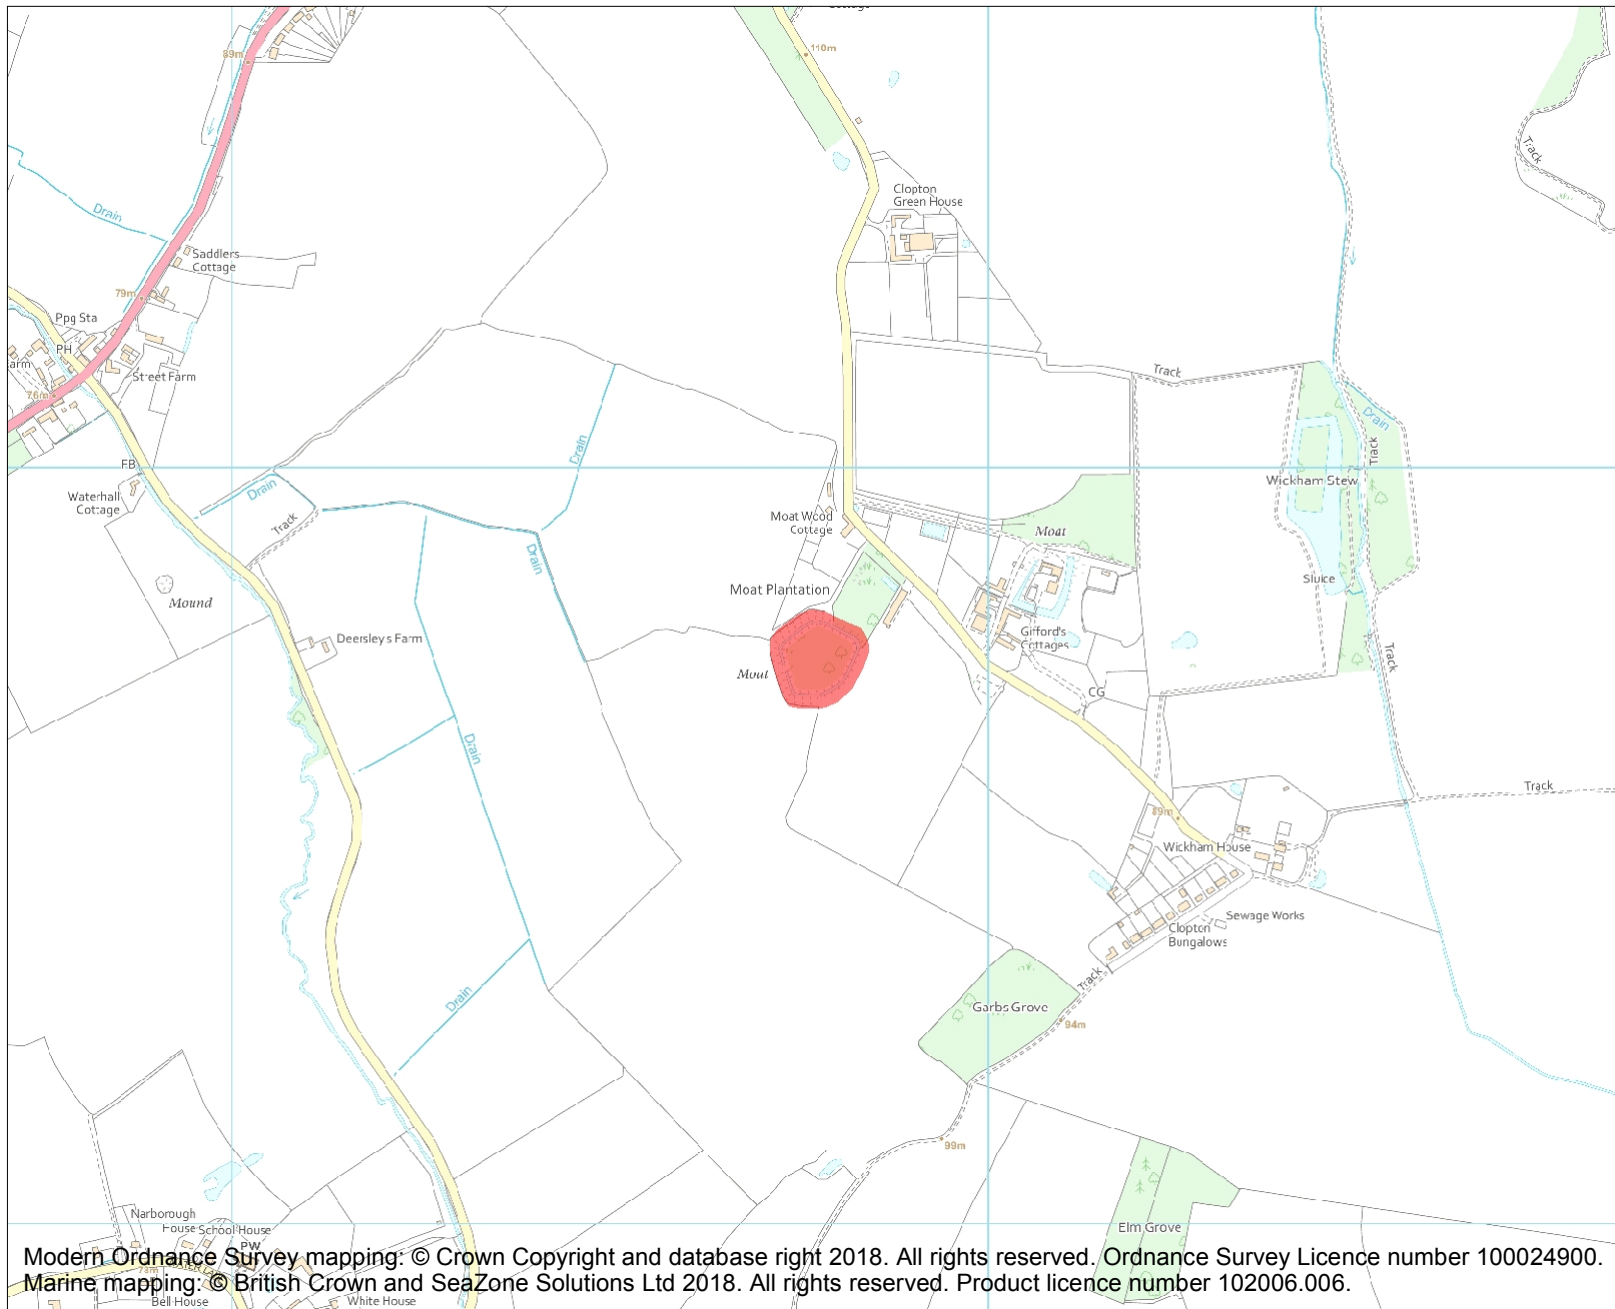 110m
89m
Track
Clopton
Green House
Drain
Saddlers
Cottage
79m
Ppg Sta
PH
arm
Street Farm
76m
Track
Drain
Track
Drain
FB
Drain
Waterhall
Cottage
Wickham Stew
Track
Moat Wood
Cottage
Moat
Drain
Sluice
Moat Plantation
Mound
Deersley's Farm
Gifford's
Cottages
Track
Moat
CG
Drain
Track
89m
Wickham House
Sewage Works
Clopton
Bungalows
Track
Drain
Garbs Grove
94m
99m
Narborough
House
School House
PW
Elm Grove
Modern Ordnance Survey mapping: © Crown Copyright and database right 2018. All rights reserved. Ordnance Survey Licence number 100024900.
Marine mapping: © British Crown and SeaZone Solutions Ltd 2018. All rights reserved. Product licence number 102006.006.
Bell House
White House